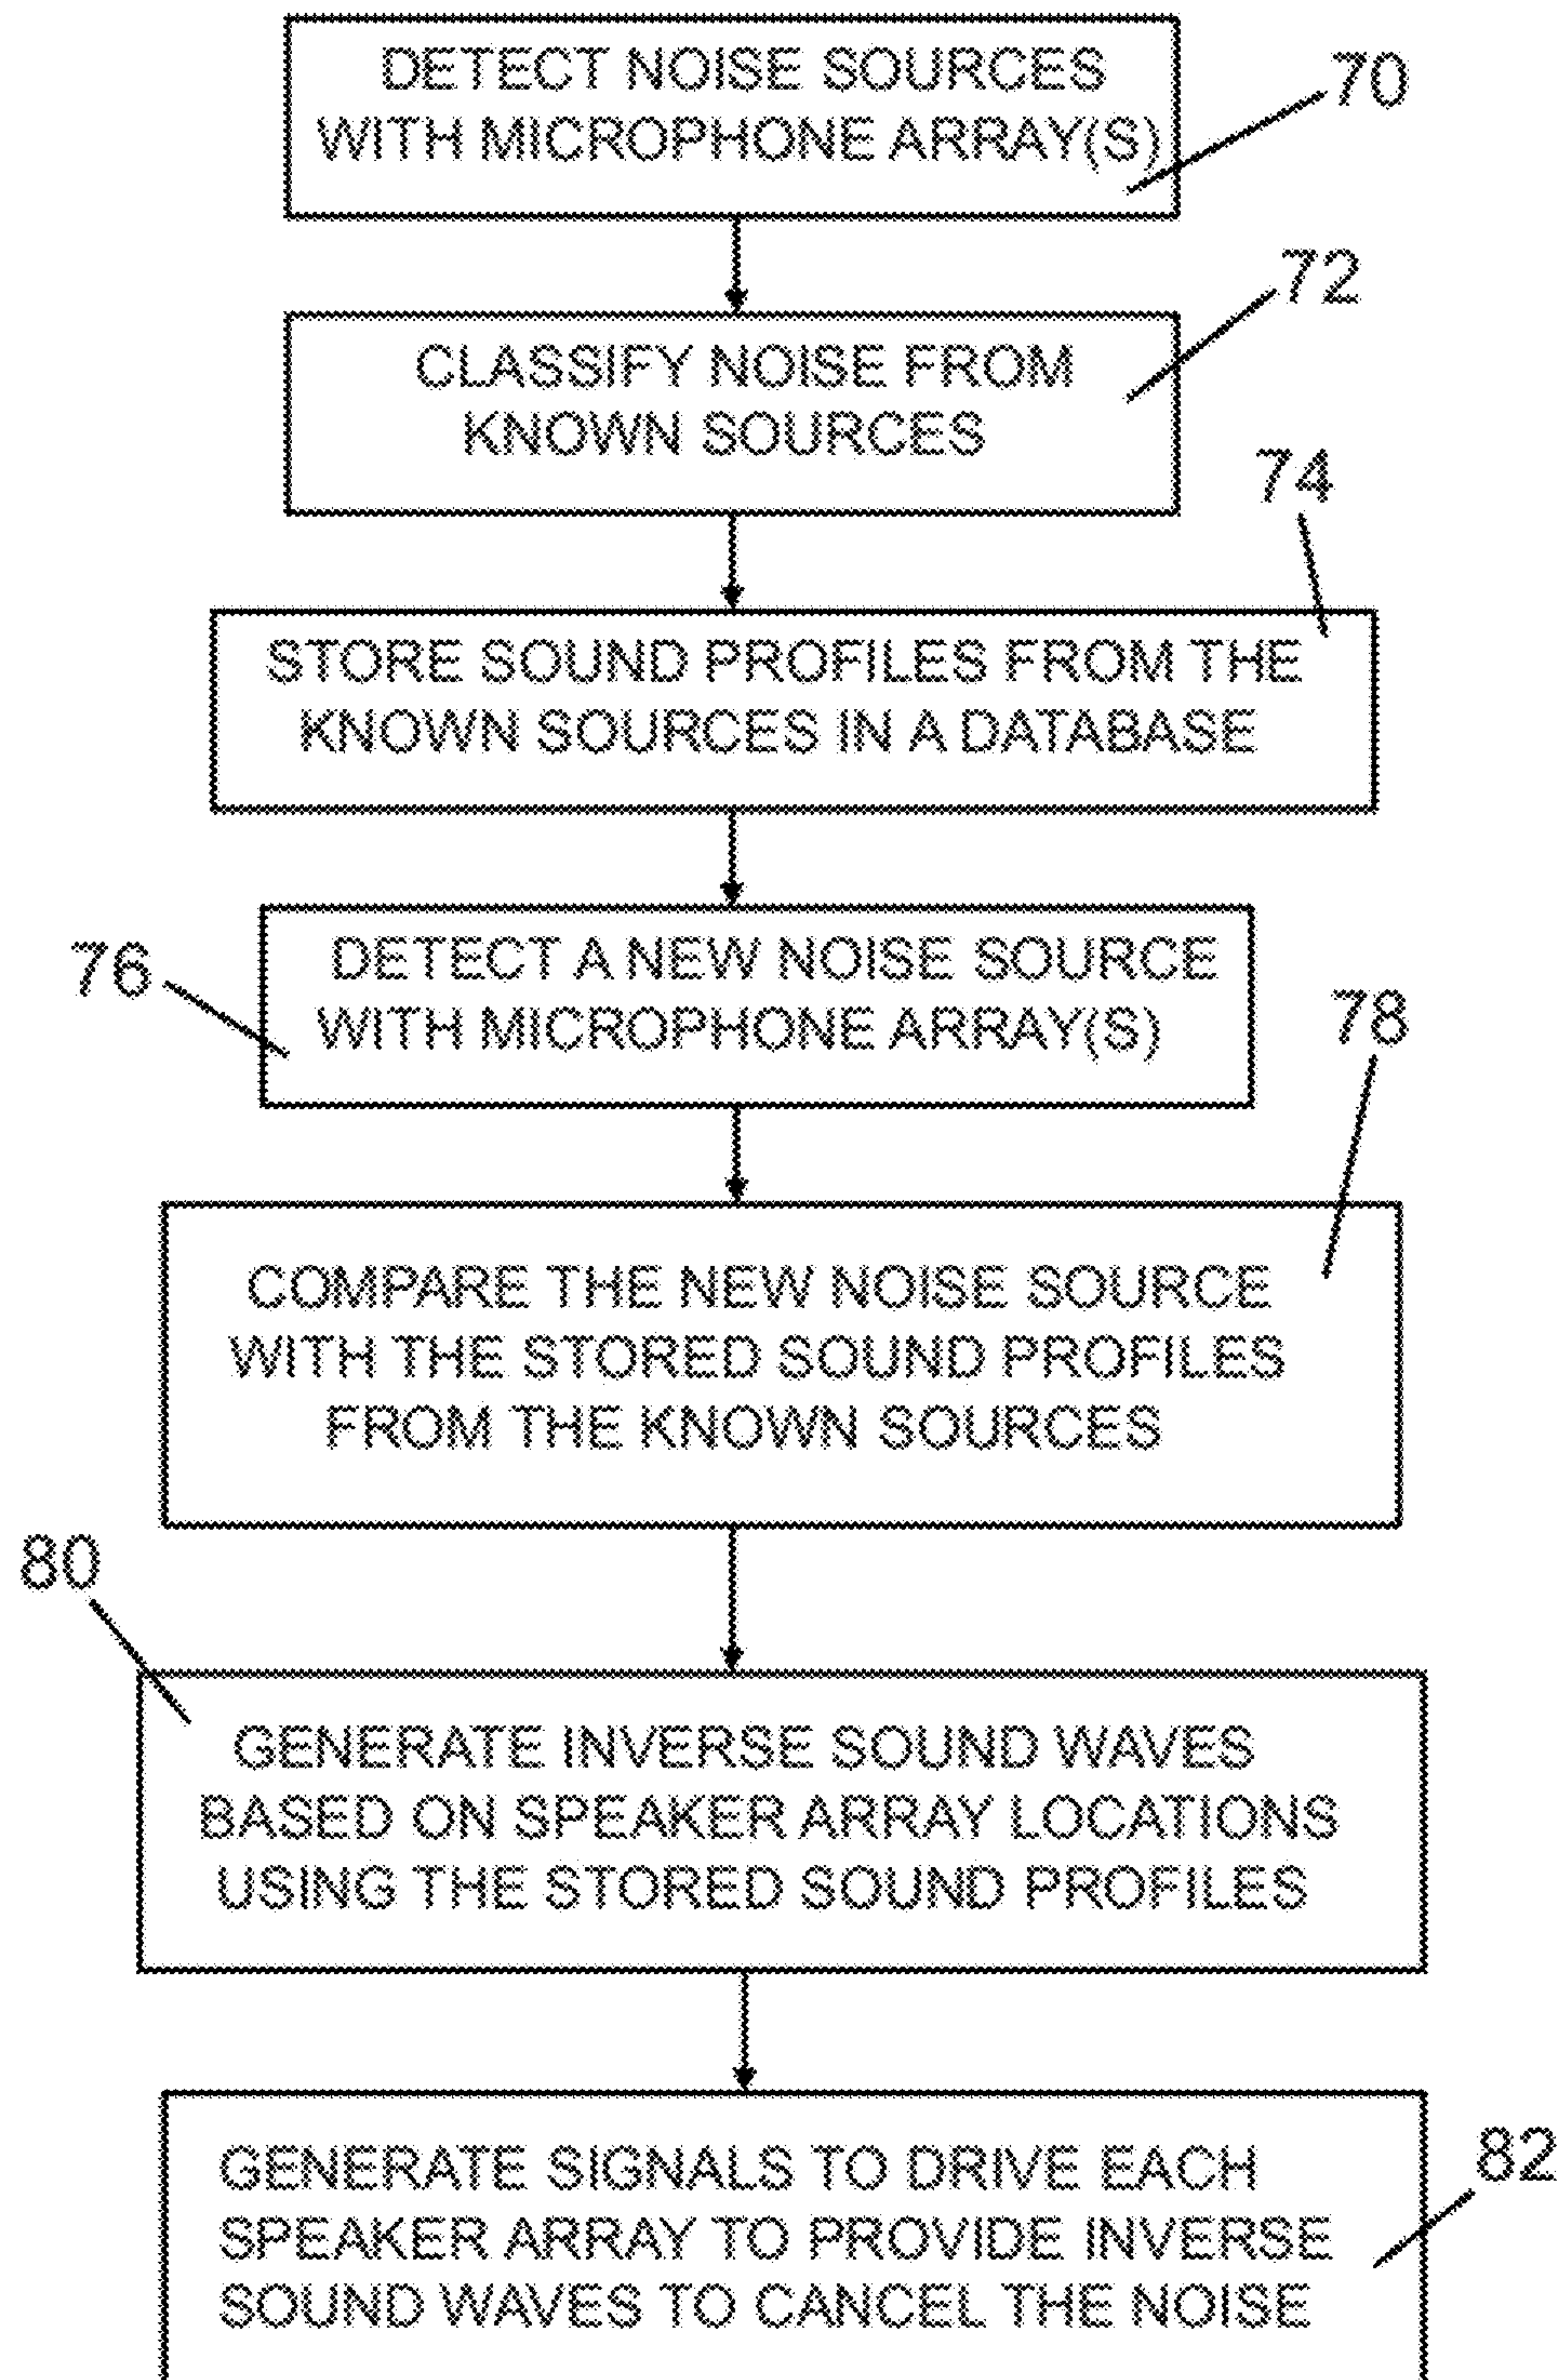 DETECT NOISE SOURCES
WITH MICROPHONE ARRAY(S)
70
CLASSIFY NOISE FROM
KNOWN SOURCES
72
STORE SOUND PROFILES FROM THE
KNOWN SOURCES IN A DATABASE
74
DETECT A NEW NOISE SOURCE
WITH MICROPHONE ARRAY(S)
76
COMPARE THE NEW NOISE SOURCE
WITH THE STORED SOUND PROFILES
FROM THE KNOWN SOURCES
78
GENERATE INVERSE SOUND WAVES
BASED ON SPEAKER ARRAY LOCATIONS
USING THE STORED SOUND PROFILES
80
GENERATE SIGNALS TO DRIVE EACH
SPEAKER ARRAY TO PROVIDE INVERSE
SOUND WAVES TO CANCEL THE NOISE
82